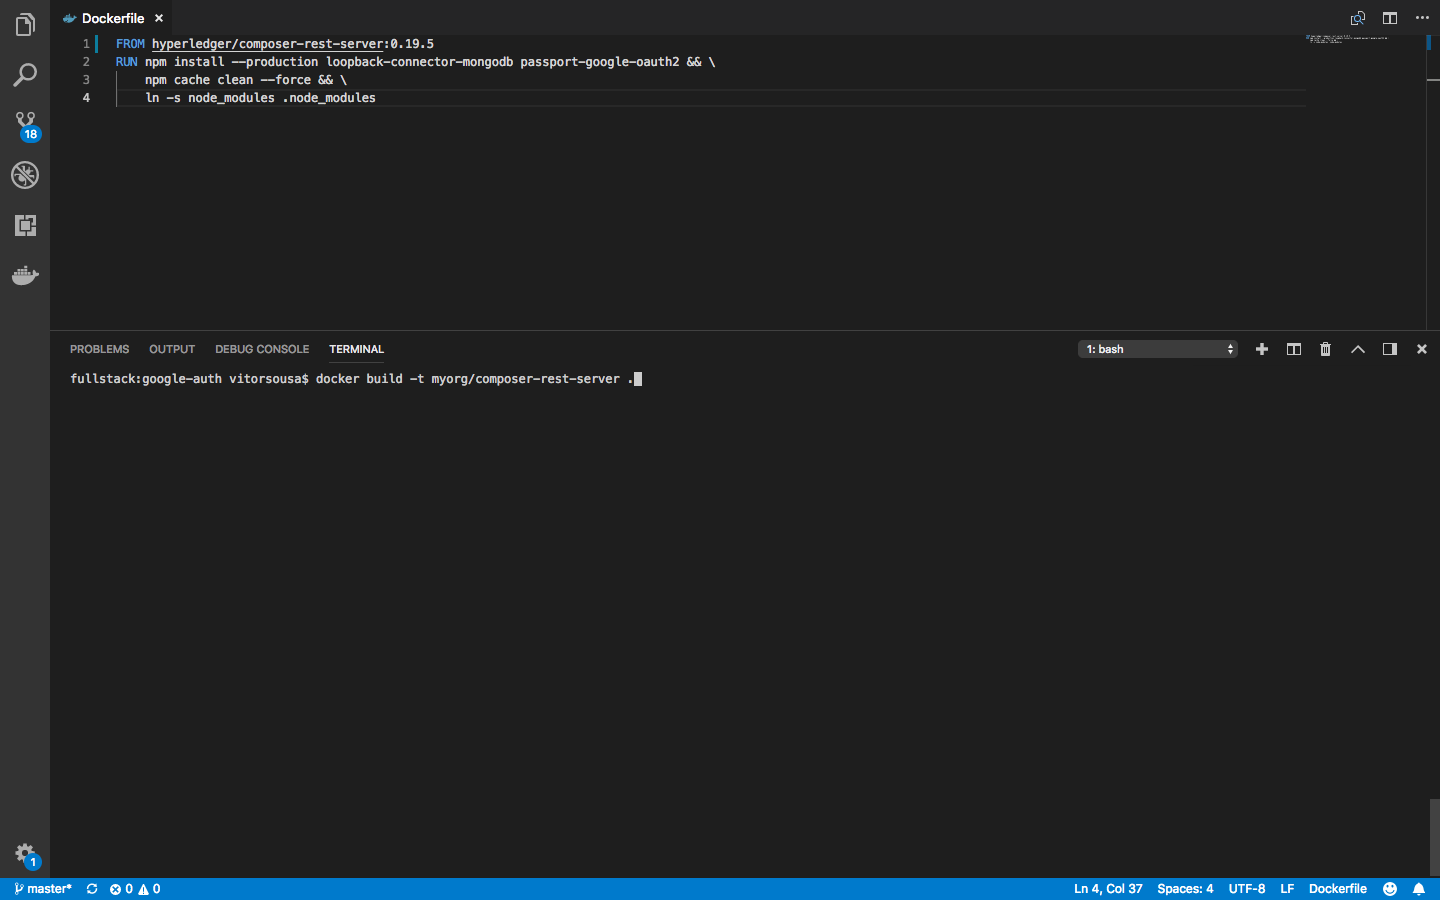 Dockerfile ×
1 FROM hyperledger/composer-rest-server:0.19.5
2 RUN npm install --production loopback-connector-mongodb passport-google-oauth2 && \
3 npm cache clean --force && \
4 ln -s node_modules .node_modules
18
PROBLEMS OUTPUT DEBUG CONSOLE TERMINAL 1: bash
fullstack:google-auth vitorsousa$ docker build -t myorg/composer-rest-server .
1
master* 0 0 Ln 4, Col 37 Spaces: 4 UTF-8 LF Dockerfile